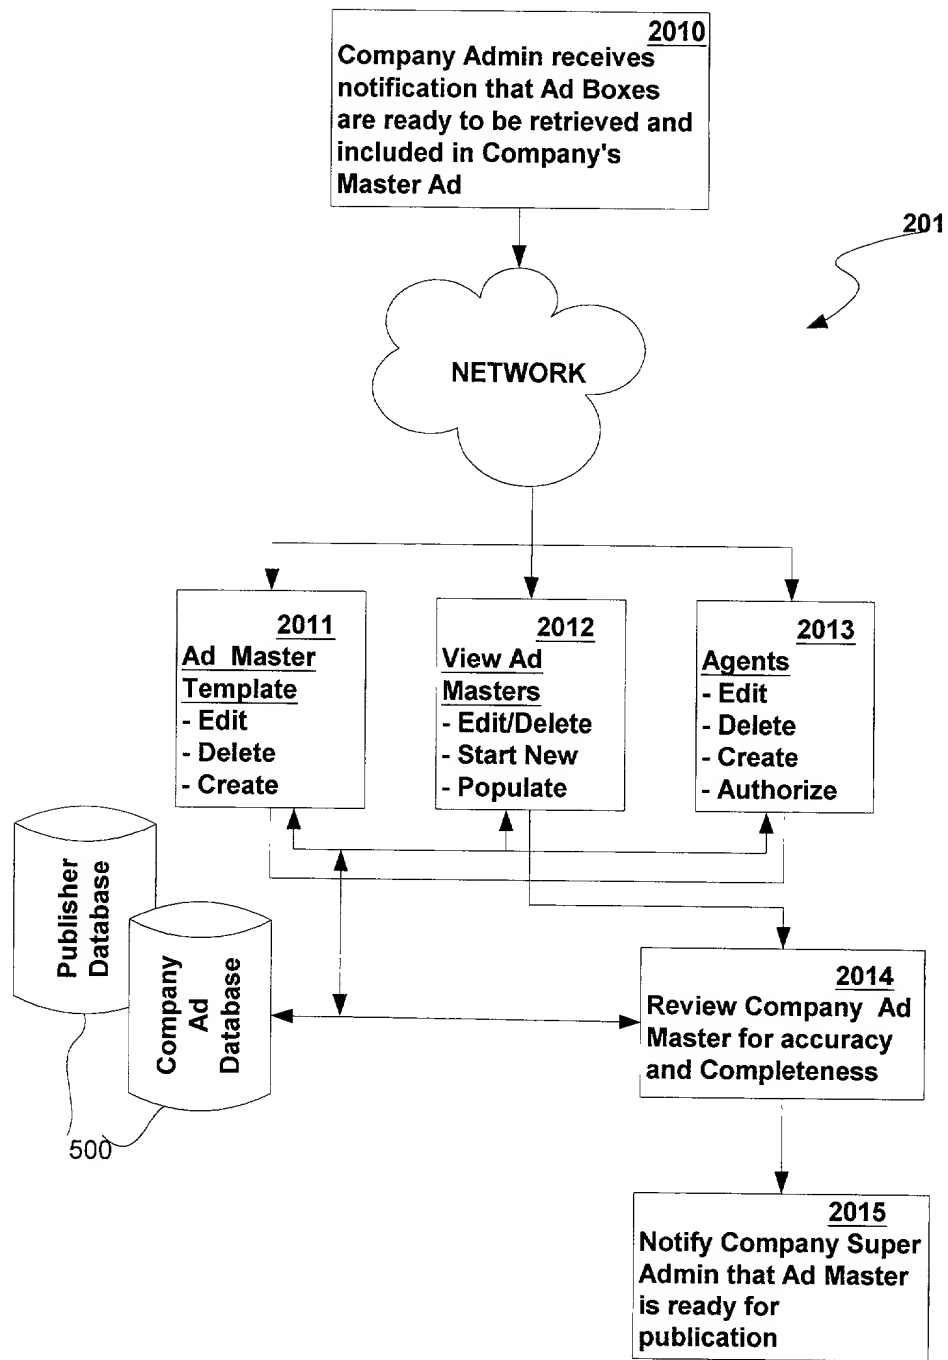 2010
Company Admin receives
notification that Ad Boxes
are ready to be retrieved and
included in Company's
Master Ad
201
NETWORK
2011
Ad Master
Template
- Edit
- Delete
- Create
2012
View Ad
Masters
- Edit/Delete
- Start New
- Populate
2013
Agents
- Edit
- Delete
- Create
- Authorize
Publisher
Database
Company
Ad
Database
500
2014
Review Company Ad
Master for accuracy
and Completeness
2015
Notify Company Super
Admin that Ad Master
is ready for
publication